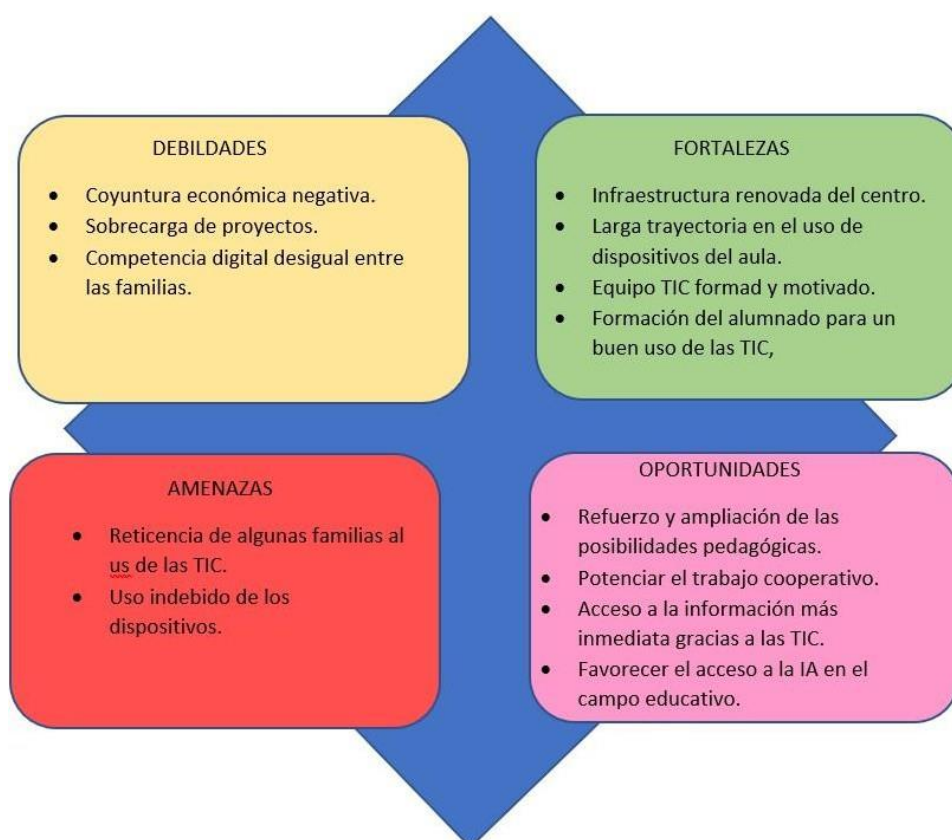 DEBILDADES
• Coyuntura económica negativa.
• Sobrecarga de proyectos.
• Competencia digital desigual entre
las familias.
FORTALEZAS
• Infraestructura renovada del centro.
• Larga trayectoria en el uso de
dispositivos del aula.
• Equipo TIC formad y motivado.
• Formación del alumnado para un
buen uso de las TIC,
AMENAZAS
• Reticencia de algunas familias al
us de las TIC.
• Uso indebido de los
dispositivos.
OPORTUNIDADES
• Refuerzo y ampliación de las
posibilidades pedagógicas.
• Potenciar el trabajo cooperativo.
• Acceso a la información más
inmediata gracias a las TIC.
• Favorecer el acceso a la IA en el
campo educativo.